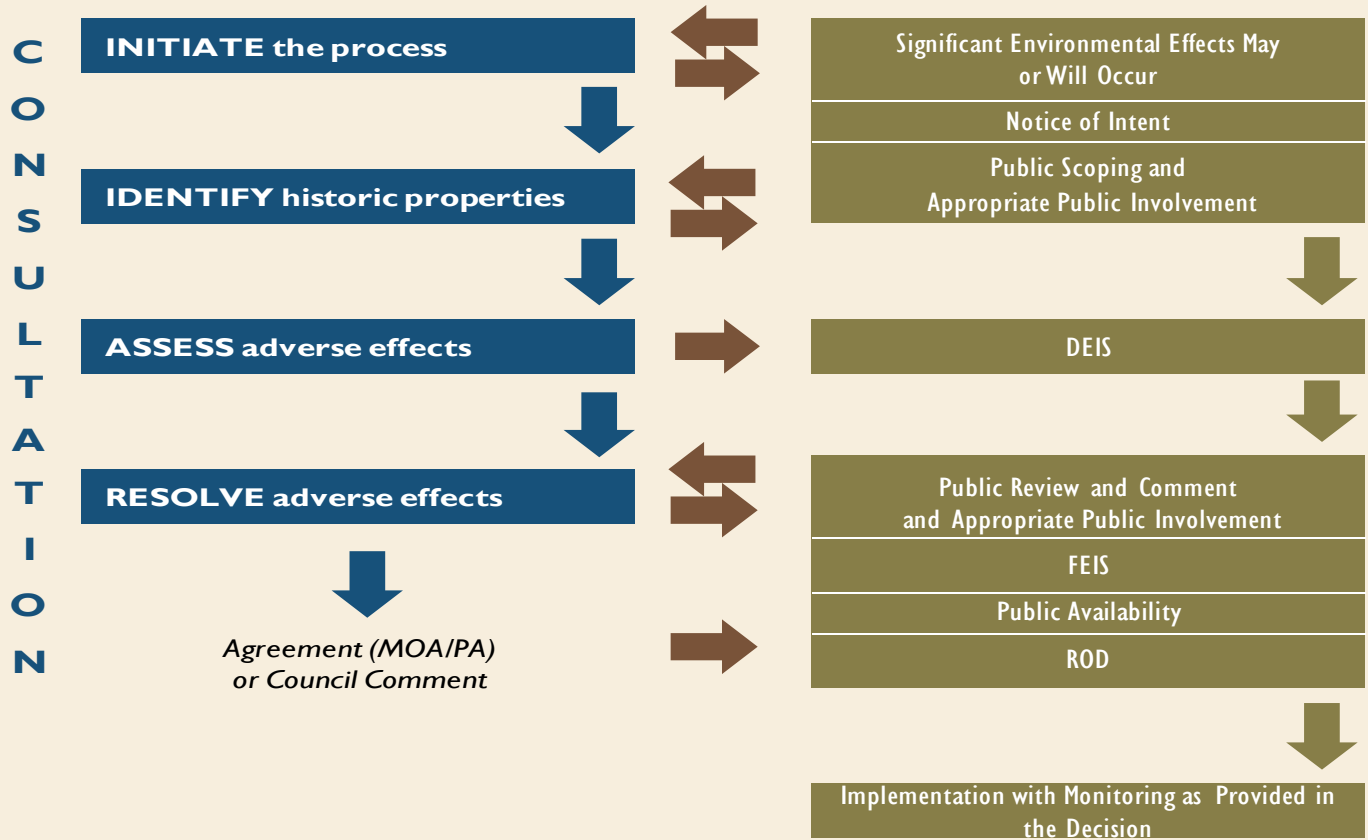 CONSULTATION
INITIATE the process
IDENTIFY historic properties
ASSESS adverse effects
RESOLVE adverse effects
Agreement (MOA/PA)
or Council Comment
Significant Environmental Effects May
or Will Occur
Notice of Intent
Public Scoping and
Appropriate Public Involvement
DEIS
Public Review and Comment
and Appropriate Public Involvement
FEIS
Public Availability
ROD
Implementation with Monitoring as Provided in
the Decision